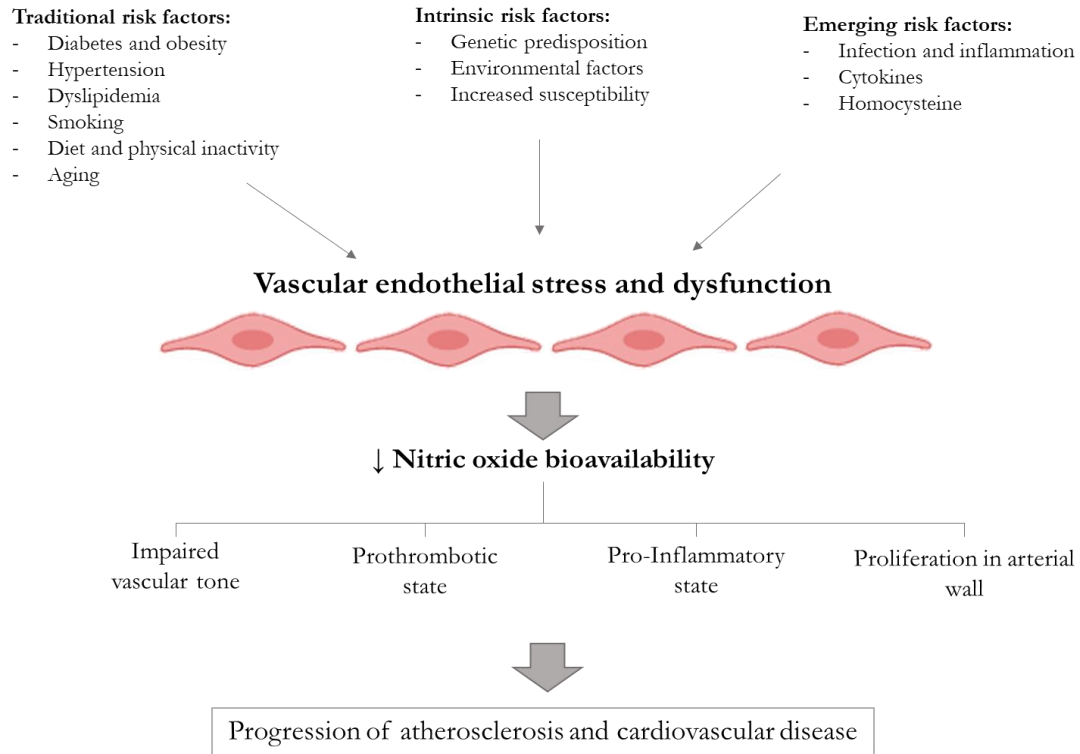 Traditional risk factors:
- Diabetes and obesity
- Hypertension
- Dyslipidemia
- Smoking
- Diet and physical inactivity
- Aging
Intrinsic risk factors:
- Genetic predisposition
- Environmental factors
- Increased susceptibility
Emerging risk factors:
- Infection and inflammation
- Cytokines
- Homocysteine
Vascular endothelial stress and dysfunction
↓ Nitric oxide bioavailability
Impaired
vascular tone
Prothrombotic
state
Pro-Inflammatory
state
Proliferation in arterial
wall
Progression of atherosclerosis and cardiovascular disease